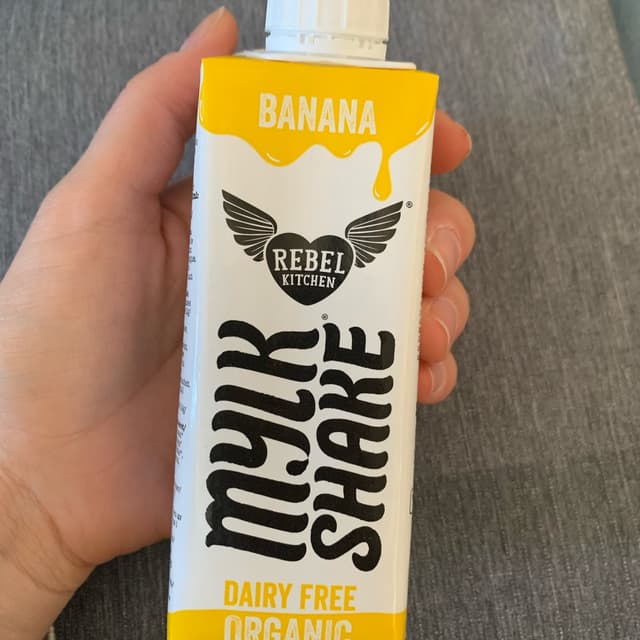 BANANA
REBEL
KITCHEN
MYLK
SHAKE
DAIRY FREE
ORGANIC